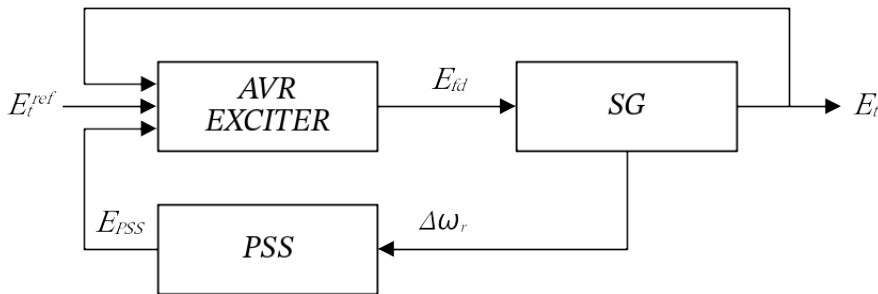 AVR
EXCITER
E_fd
SG
E_t^ref
E_t
E_PSS
PSS
Δω_r